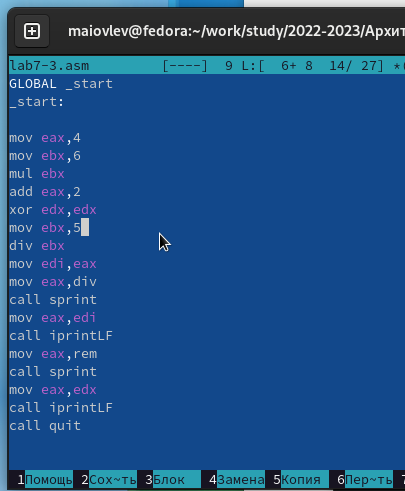 maiovlev@fedora:~/work/study/2022-2023/Архит
lab7-3.asm [----] 9 L:[ 6+ 8 14/ 27] *(
GLOBAL _start
_start:
mov eax,4
mov ebx,6
mul ebx
add eax,2
xor edx,edx
mov ebx,5
div ebx
mov edi,eax
mov eax,div
call sprint
mov eax,edi
call iprintLF
mov eax,rem
call sprint
mov eax,edx
call iprintLF
call quit
1Помощь 2Сох~ть 3Блок 4Замена 5Копия 6Пер~ть 7